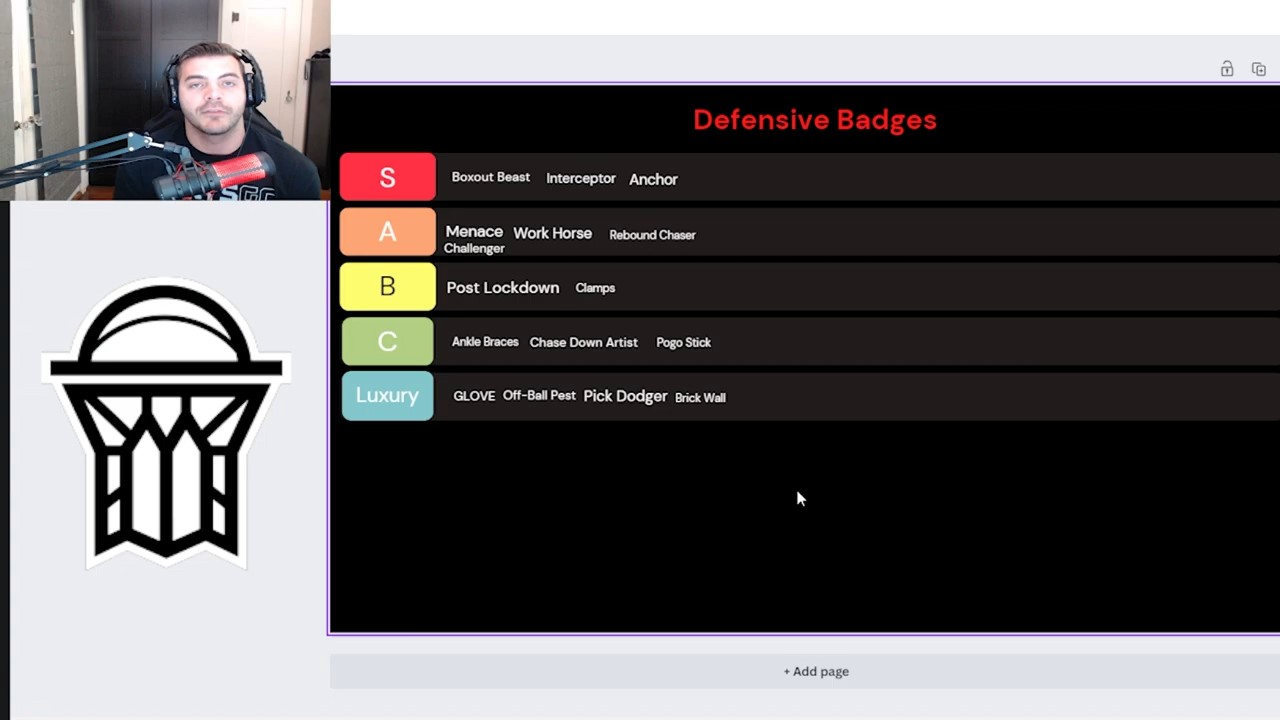 Defensive Badges
S Boxout Beast Interceptor Anchor
A Menace Work Horse Rebound Chaser
Challenger
B Post Lockdown Clamps
C Ankle Braces Chase Down Artist Pogo Stick
Luxury GLOVE Off-Ball Pest Pick Dodger Brick Wall
+ Add page